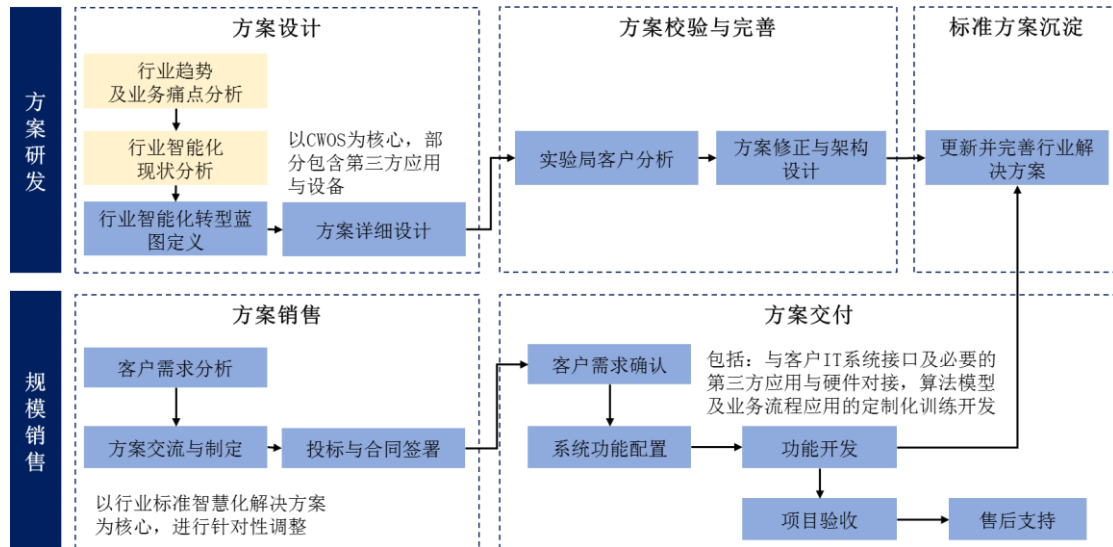 方案研发
方案设计
行业趋势
及业务痛点分析
行业智能化
现状分析
行业智能化转型蓝
图定义
以CWOS为核心，部
分包含第三方应用
与设备
方案详细设计
方案校验与完善
实验局客户分析
方案修正与架构
设计
标准方案沉淀
更新并完善行业解
决方案
规模销售
方案销售
客户需求分析
方案交流与制定
投标与合同签署
以行业标准智慧化解决方案
为核心，进行针对性调整
方案交付
客户需求确认
包括：与客户IT系统接口及必要的
第三方应用与硬件对接，算法模型
及业务流程应用的定制化训练开发
系统功能配置
功能开发
项目验收
售后支持